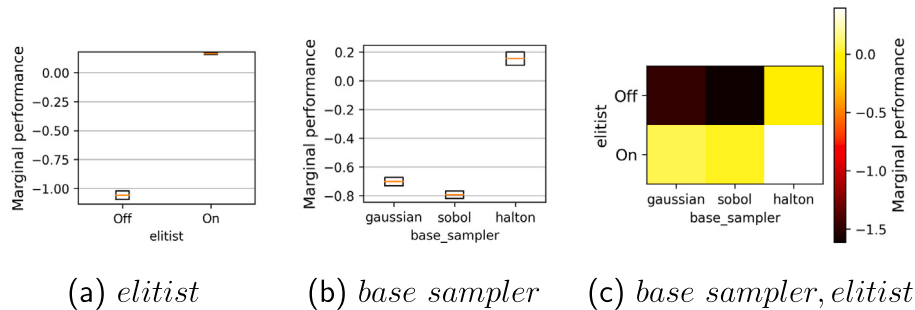 Marginal performance
0.00
−0.25
−0.50
−0.75
−1.00
Off
On
elitist
Marginal performance
0.2
0.0
−0.2
−0.4
−0.6
−0.8
gaussian
sobol
halton
base_sampler
elitist
Off
On
gaussian
sobol
halton
base_sampler
0.0
−0.5
−1.0
−1.5
Marginal performance
(a) elitist
(b) base sampler
(c) base sampler, elitist